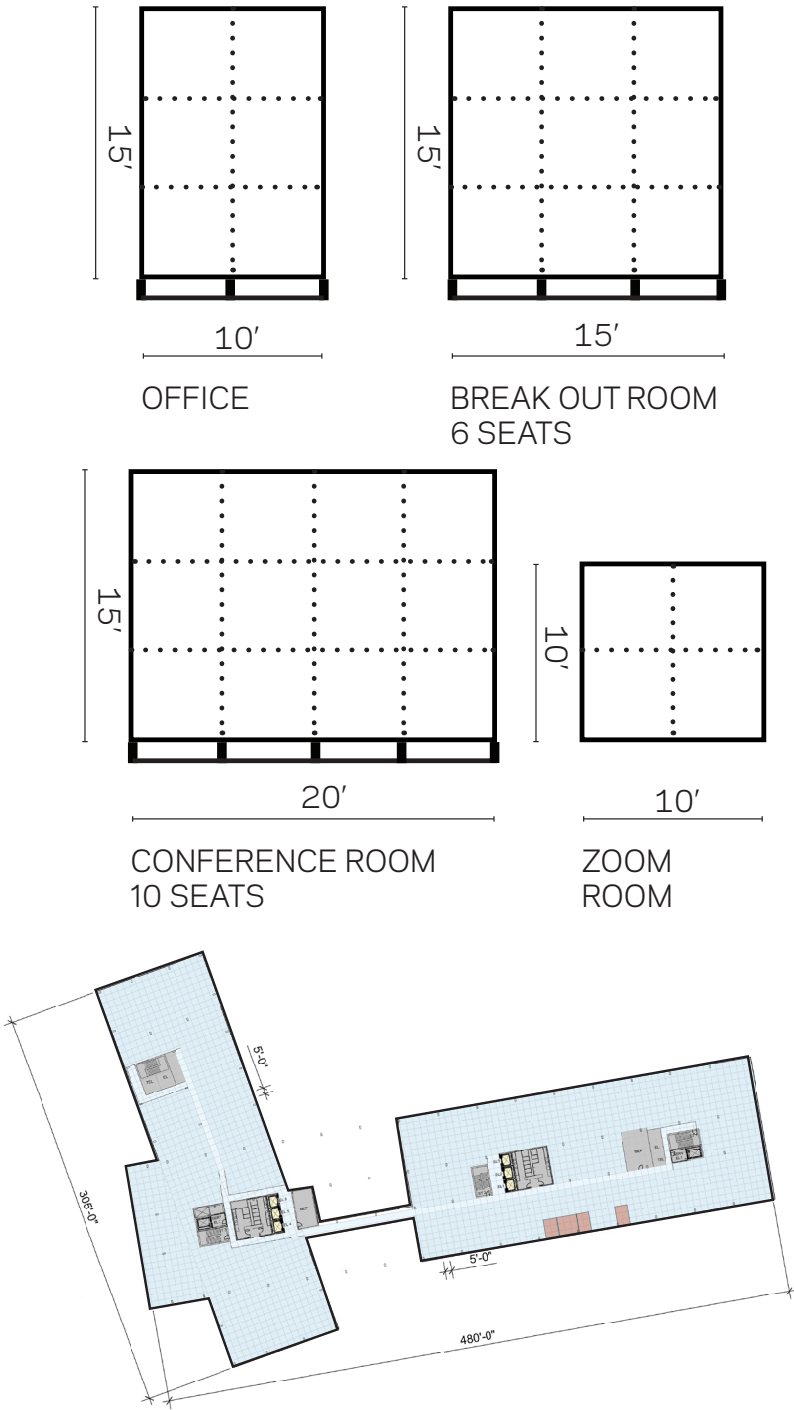 15′
15′
10′
15′
OFFICE
BREAK OUT ROOM
6 SEATS
15′
10′
20′
10′
CONFERENCE ROOM
10 SEATS
ZOOM
ROOM
5'-0"
305'-0"
5'-0"
480'-0"